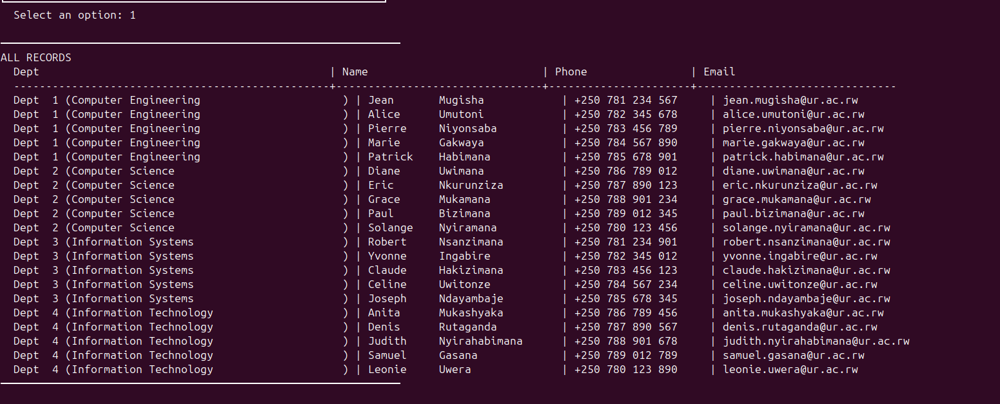 Select an option: 1
ALL RECORDS
Dept | Name | Phone | Email
-------------------------------------------------+--------------------------------+----------------------+-------------------------------
Dept  1 (Computer Engineering                      ) | Jean       Mugisha            | +250 781 234 567     | jean.mugisha@ur.ac.rw
Dept  1 (Computer Engineering                      ) | Alice      Umutoni            | +250 782 345 678     | alice.umutoni@ur.ac.rw
Dept  1 (Computer Engineering                      ) | Pierre     Niyonsaba          | +250 783 456 789     | pierre.niyonsaba@ur.ac.rw
Dept  1 (Computer Engineering                      ) | Marie      Gakwaya            | +250 784 567 890     | marie.gakwaya@ur.ac.rw
Dept  1 (Computer Engineering                      ) | Patrick    Habimana           | +250 785 678 901     | patrick.habimana@ur.ac.rw
Dept  2 (Computer Science                          ) | Diane      Uwimana            | +250 786 789 012     | diane.uwimana@ur.ac.rw
Dept  2 (Computer Science                          ) | Eric       Nkurunziza         | +250 787 890 123     | eric.nkurunziza@ur.ac.rw
Dept  2 (Computer Science                          ) | Grace      Mukamana           | +250 788 901 234     | grace.mukamana@ur.ac.rw
Dept  2 (Computer Science                          ) | Paul       Bizimana           | +250 789 012 345     | paul.bizimana@ur.ac.rw
Dept  2 (Computer Science                          ) | Solange    Nyiramana          | +250 780 123 456     | solange.nyiramana@ur.ac.rw
Dept  3 (Information Systems                       ) | Robert     Nsanzimana         | +250 781 234 901     | robert.nsanzimana@ur.ac.rw
Dept  3 (Information Systems                       ) | Yvonne     Ingabire           | +250 782 345 012     | yvonne.ingabire@ur.ac.rw
Dept  3 (Information Systems                       ) | Claude     Hakizimana         | +250 783 456 123     | claude.hakizimana@ur.ac.rw
Dept  3 (Information Systems                       ) | Celine     Uwitonze           | +250 784 567 234     | celine.uwitonze@ur.ac.rw
Dept  3 (Information Systems                       ) | Joseph     Ndayambaje         | +250 785 678 345     | joseph.ndayambaje@ur.ac.rw
Dept  4 (Information Technology                    ) | Anita      Mukashyaka         | +250 786 789 456     | anita.mukashyaka@ur.ac.rw
Dept  4 (Information Technology                    ) | Denis      Rutaganda          | +250 787 890 567     | denis.rutaganda@ur.ac.rw
Dept  4 (Information Technology                    ) | Judith     Nyirahabimana      | +250 788 901 678     | judith.nyirahabimana@ur.ac.rw
Dept  4 (Information Technology                    ) | Samuel     Gasana             | +250 789 012 789     | samuel.gasana@ur.ac.rw
Dept  4 (Information Technology                    ) | Leonie     Uwera              | +250 780 123 890     | leonie.uwera@ur.ac.rw